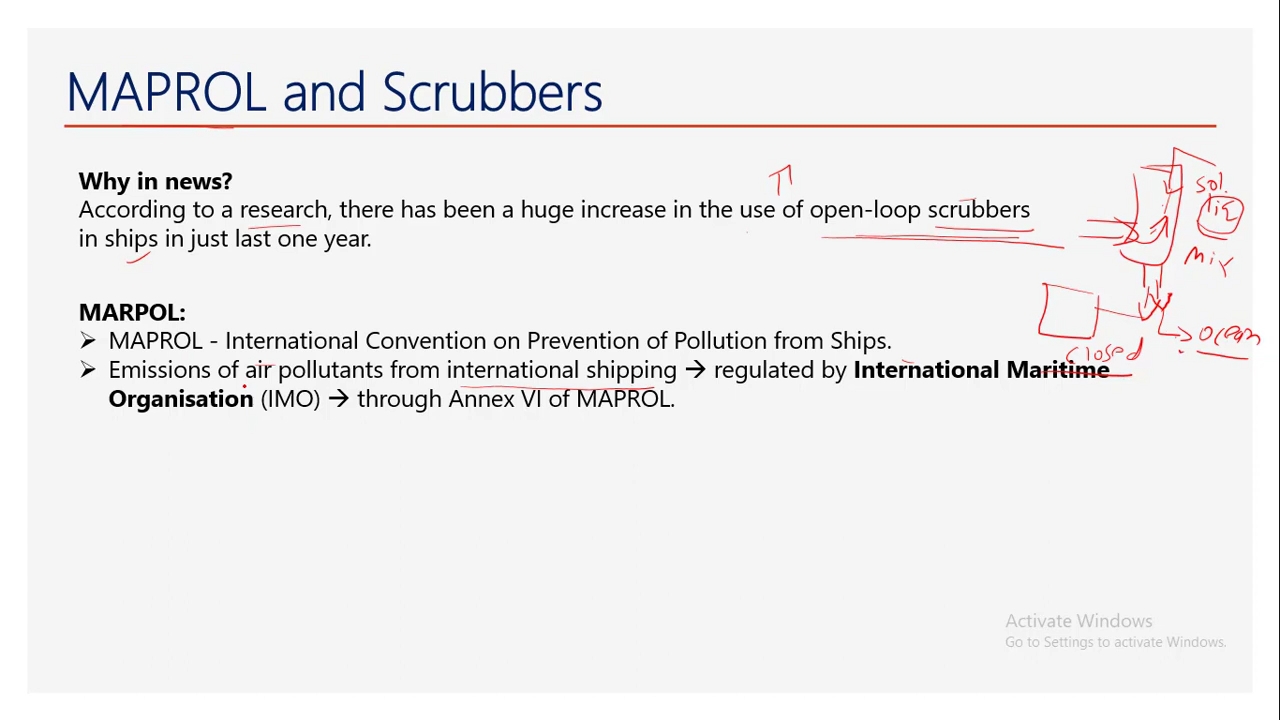 MAPROL and Scrubbers
Why in news?
According to a research, there has been a huge increase in the use of open-loop scrubbers
in ships in just last one year.
sol.
liq
mix
ocean
closed
MARPOL:
➢ MAPROL - International Convention on Prevention of Pollution from Ships.
➢ Emissions of air pollutants from international shipping → regulated by International Maritime
Organisation (IMO) → through Annex VI of MAPROL.
Activate Windows
Go to Settings to activate Windows.